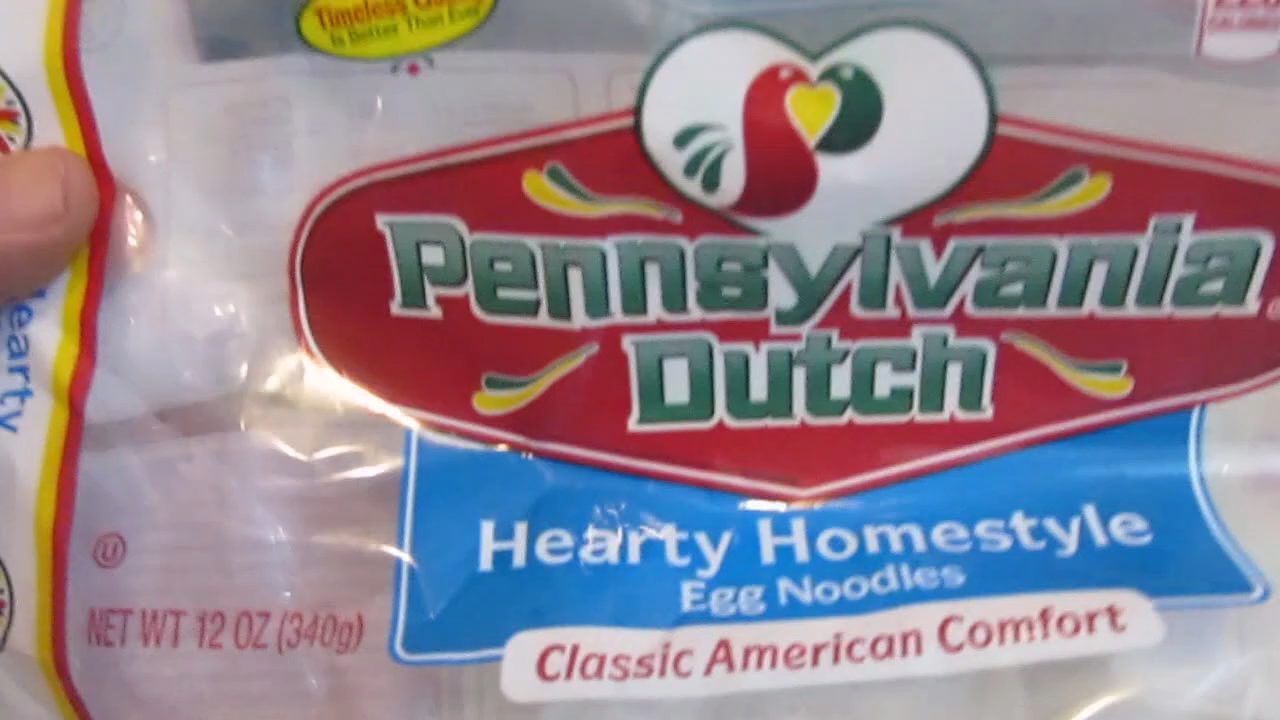 Timeless
Is Better Than Ever
Pennsylvania
Dutch
Hearty Homestyle
Egg Noodles
Classic American Comfort
U
NET WT 12 OZ (340g)
Hearty